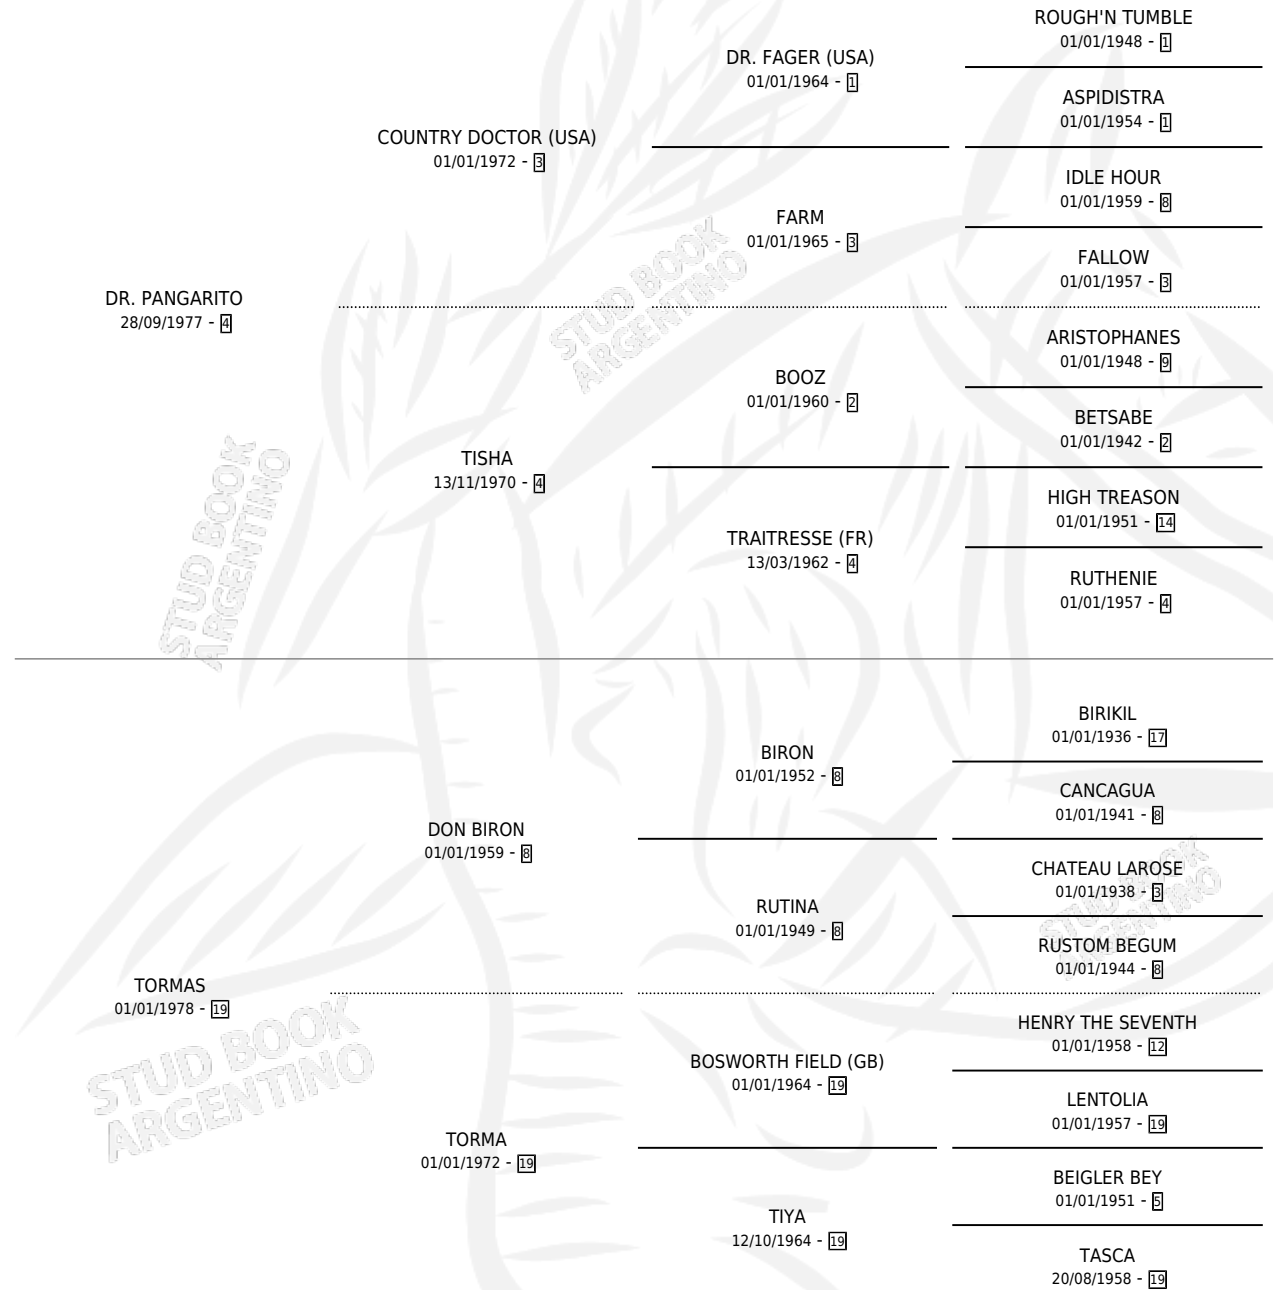 ROUGH'N TUMBLE
01/01/1948 - 1
DR. FAGER (USA)
01/01/1964 - 1
ASPIDISTRA
01/01/1954 - 1
COUNTRY DOCTOR (USA)
01/01/1972 - 3
IDLE HOUR
01/01/1959 - 8
FARM
01/01/1965 - 3
FALLOW
01/01/1957 - 3
DR. PANGARITO
28/09/1977 - 4
ARISTOPHANES
01/01/1948 - 9
BOOZ
01/01/1960 - 2
BETSABE
01/01/1942 - 2
TISHA
13/11/1970 - 4
HIGH TREASON
01/01/1951 - 14
TRAITRESSE (FR)
13/03/1962 - 4
RUTHENIE
01/01/1957 - 4
BIRIKIL
01/01/1936 - 17
BIRON
01/01/1952 - 8
CANCAGUA
01/01/1941 - 8
DON BIRON
01/01/1959 - 8
CHATEAU LAROSE
01/01/1938 - 3
RUTINA
01/01/1949 - 8
RUSTOM BEGUM
01/01/1944 - 8
TORMAS
01/01/1978 - 19
HENRY THE SEVENTH
01/01/1958 - 12
BOSWORTH FIELD (GB)
01/01/1964 - 19
LENTOLIA
01/01/1957 - 19
TORMA
01/01/1972 - 19
BEIGLER BEY
01/01/1951 - 5
TIYA
12/10/1964 - 19
TASCA
20/08/1958 - 19
STUD BOOK
ARGENTINO
STUD BOOK
ARGENTINO
STUD BOOK
ARGENTINO
STUD BOOK
ARGENTINO